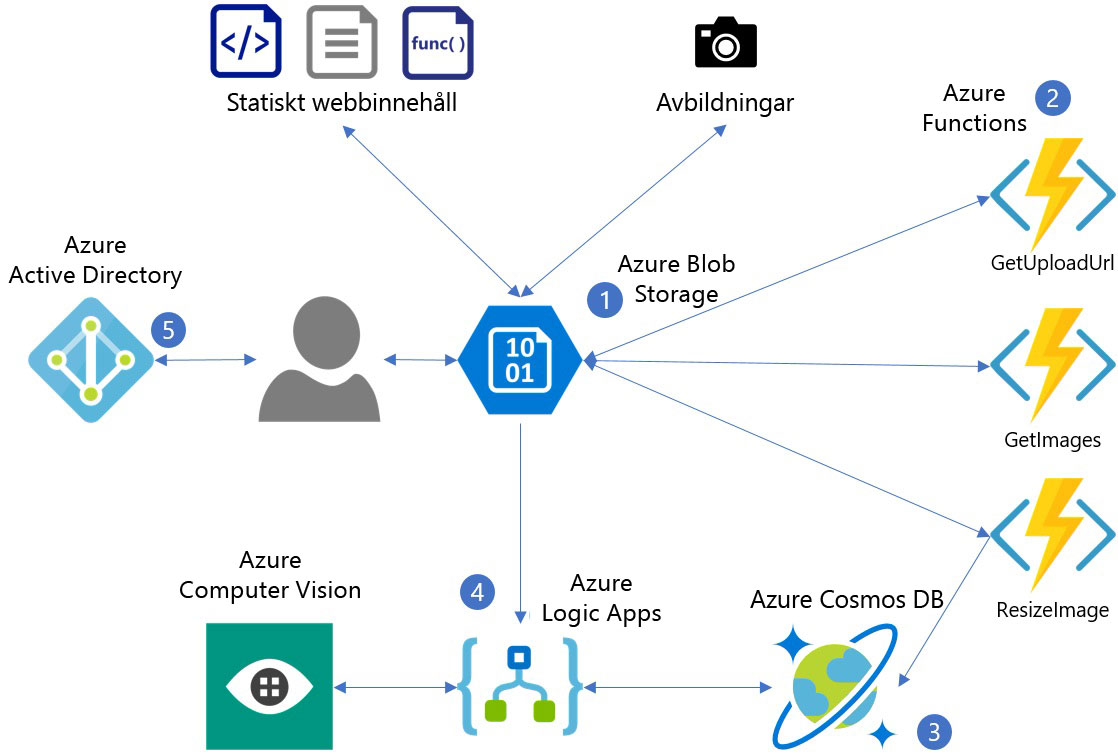 </>
func( )
Statiskt webbinnehåll
Avbildningar
Azure
Functions
2
GetUploadUrl
Azure
Active Directory
5
Azure Blob
Storage
1
10
01
GetImages
ResizeImage
Azure
Computer Vision
4
Azure
Logic Apps
Azure Cosmos DB
3